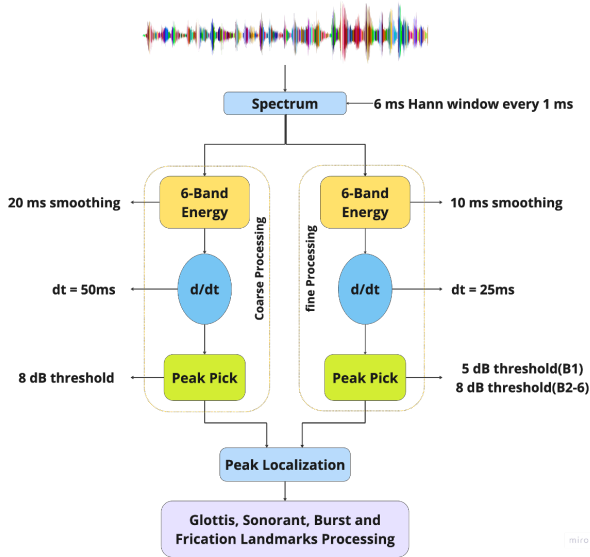 Spectrum
6 ms Hann window every 1 ms
6-Band
Energy
20 ms smoothing
6-Band
Energy
10 ms smoothing
Coarse Processing
fine Processing
d/dt
dt = 50ms
d/dt
dt = 25ms
Peak Pick
8 dB threshold
Peak Pick
5 dB threshold(B1)
8 dB threshold(B2-6)
Peak Localization
Glottis, Sonorant, Burst and
Frication Landmarks Processing
miro